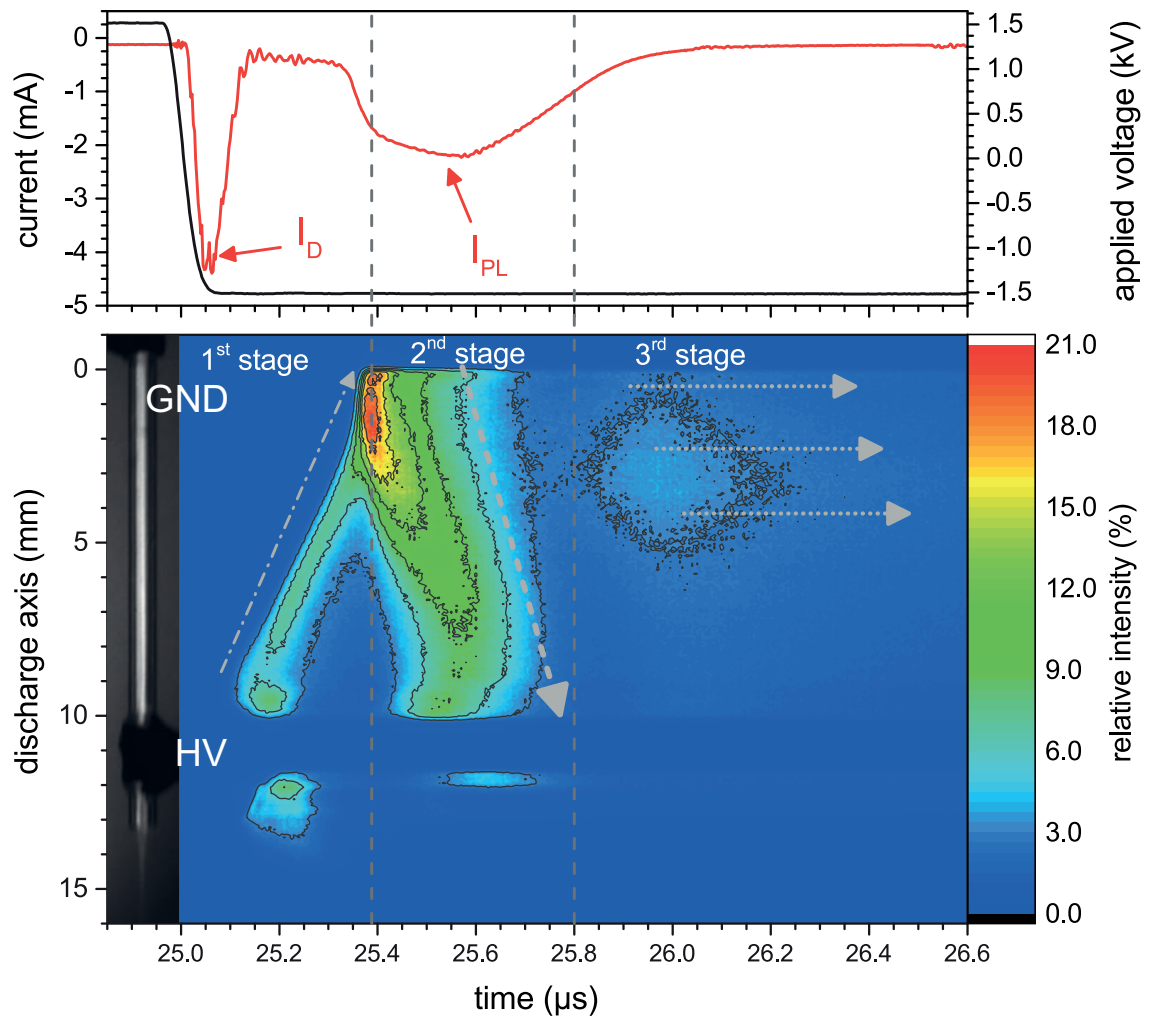 0
-1
-2
-3
-4
-5
current (mA)
1.5
1.0
0.5
0.0
-0.5
-1.0
-1.5
applied voltage (kV)
I_D
I_PL
1st stage
2nd stage
3rd stage
GND
HV
0
5
10
15
discharge axis (mm)
21.0
18.0
15.0
12.0
9.0
6.0
3.0
0.0
relative intensity (%)
25.0 25.2 25.4 25.6 25.8 26.0 26.2 26.4 26.6
time (µs)